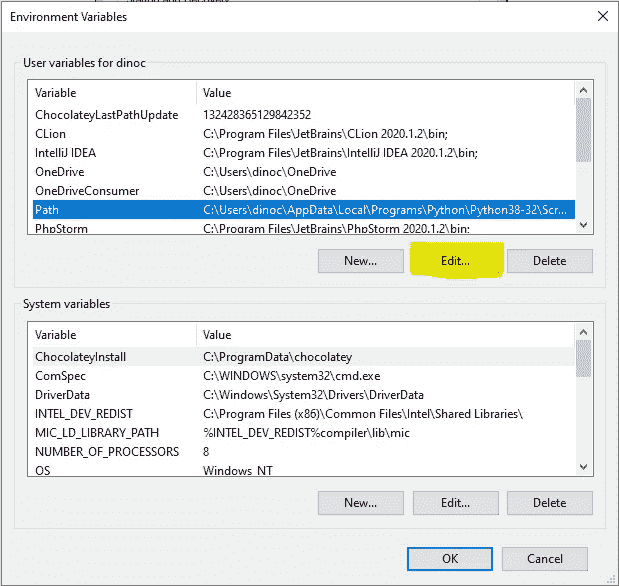 Environment Variables
User variables for dinoc
Variable Value
ChocolateyLastPathUpdate 132428365129842352
CLion C:\Program Files\JetBrains\CLion 2020.1.2\bin;
IntelliJ IDEA C:\Program Files\JetBrains\IntelliJ IDEA 2020.1.2\bin;
OneDrive C:\Users\dinoc\OneDrive
OneDriveConsumer C:\Users\dinoc\OneDrive
Path C:\Users\dinoc\AppData\Local\Programs\Python\Python38-32\Scr...
PhpStorm C:\Program Files\JetBrains\PhpStorm 2020.1.2\bin;
New... Edit... Delete
System variables
Variable Value
ChocolateyInstall C:\ProgramData\chocolatey
ComSpec C:\WINDOWS\system32\cmd.exe
DriverData C:\Windows\System32\Drivers\DriverData
INTEL_DEV_REDIST C:\Program Files (x86)\Common Files\Intel\Shared Libraries\
MIC_LD_LIBRARY_PATH %INTEL_DEV_REDIST%compiler\lib\mic
NUMBER_OF_PROCESSORS 8
OS Windows_NT
New... Edit... Delete
OK Cancel